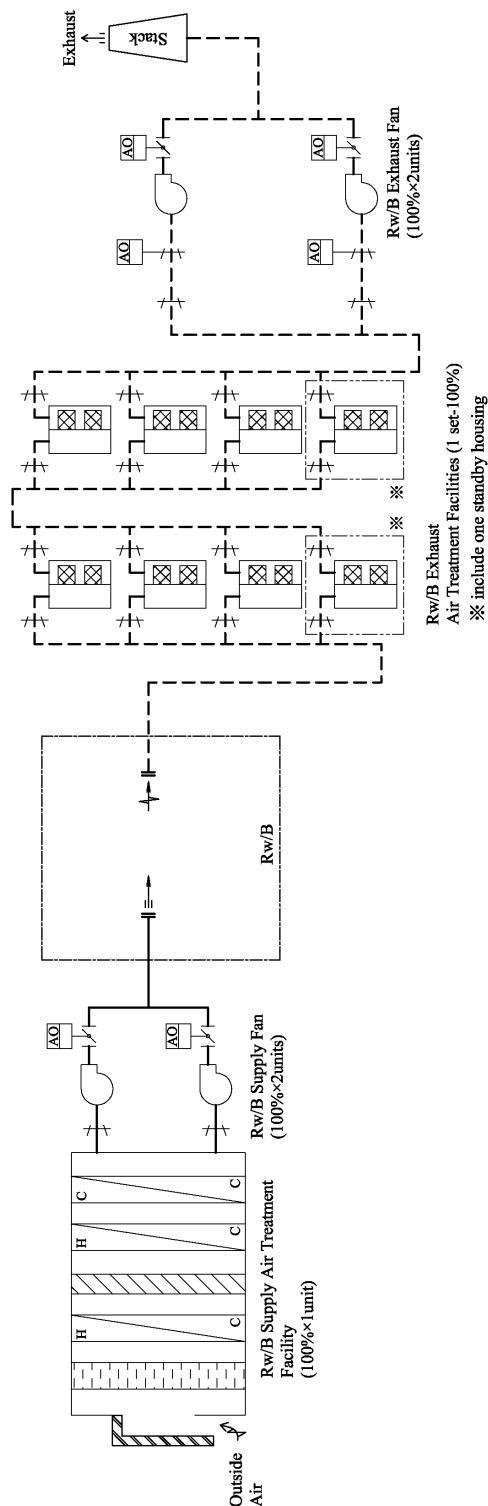 Outside
Air
H
C
H
C
C
C
Rw/B Supply Air Treatment
Facility
(100%×1unit)
AO
AO
Rw/B Supply Fan
(100%×2units)
Rw/B
※
※
Rw/B Exhaust
Air Treatment Facilities (1 set-100%)
※ include one standby housing
AO
AO
AO
AO
Rw/B Exhaust Fan
(100%×2units)
Stack
Exhaust